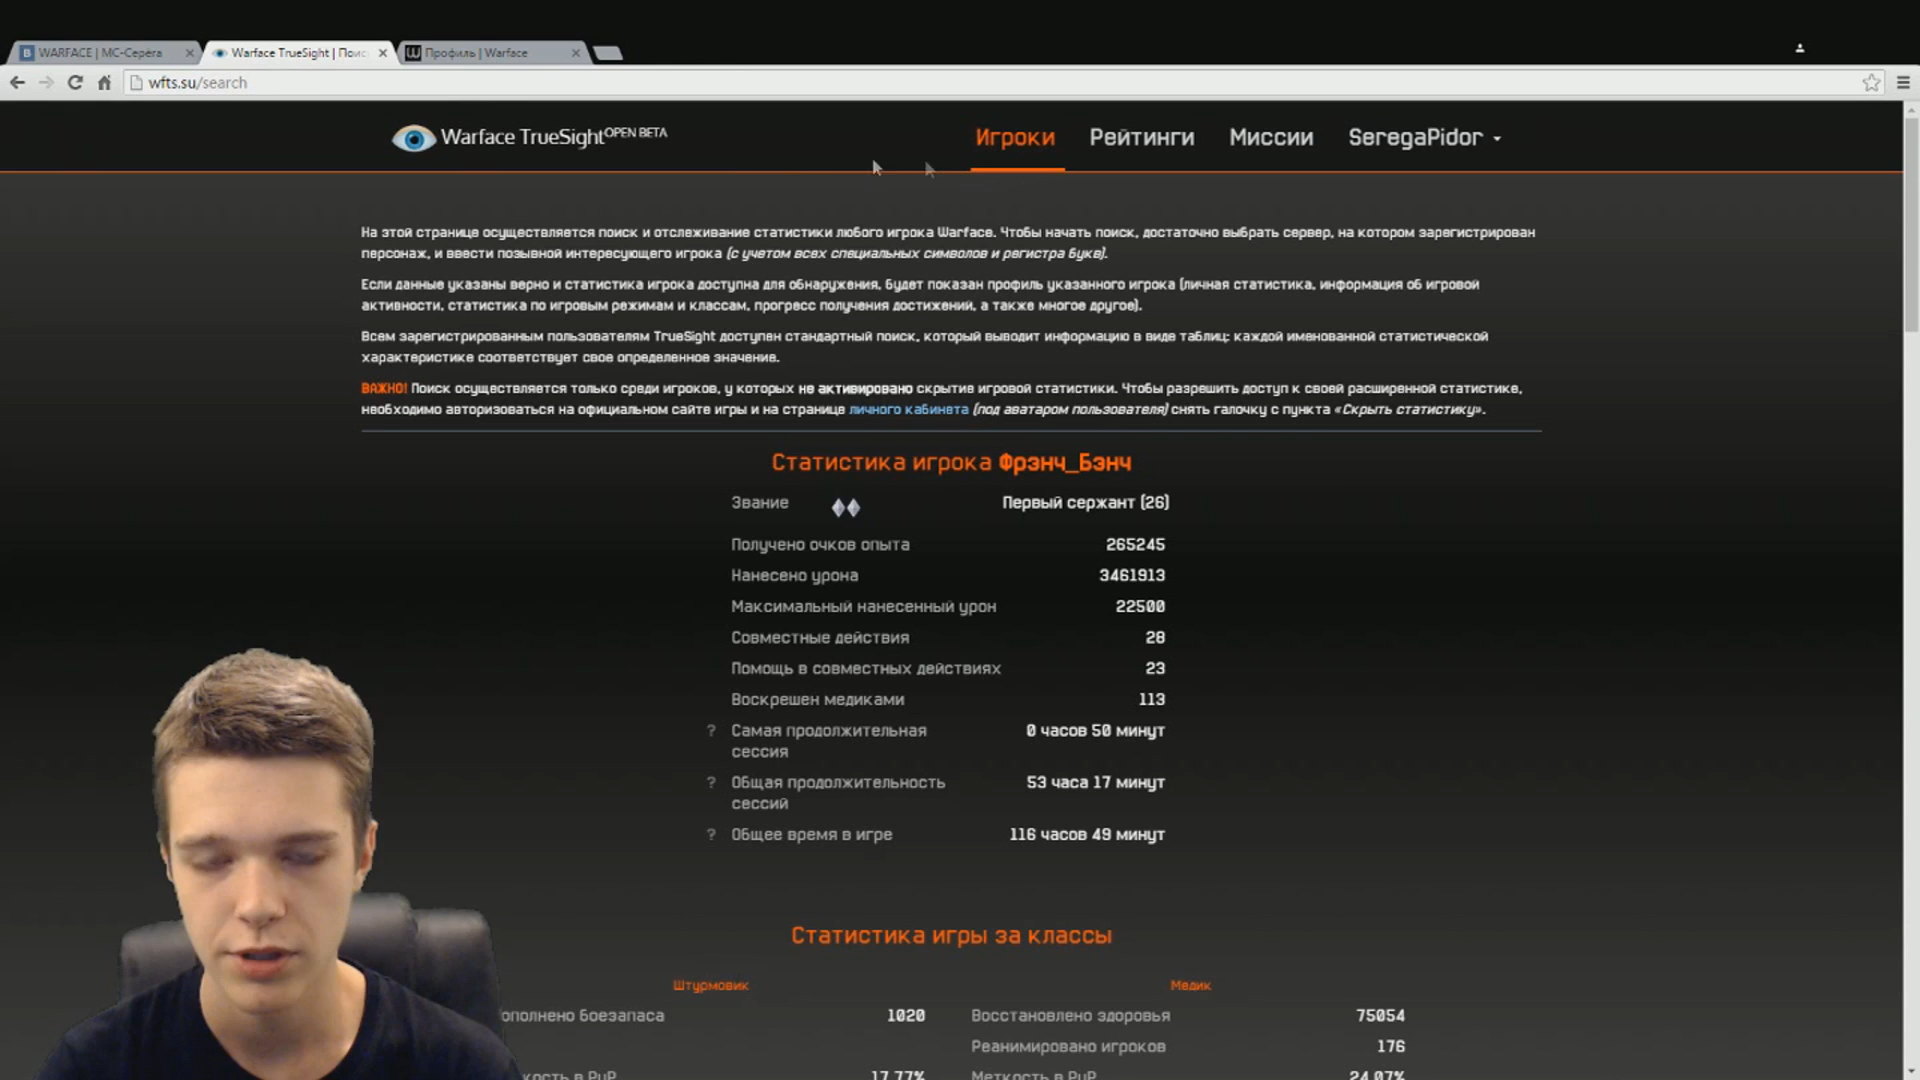 WARFACE | МС-Серёга
Warface TrueSight | Поис
Профиль | Warface
wfts.su/search
Warface TrueSight OPEN BETA
Игроки
Рейтинги
Миссии
SeregaPidor
На этой странице осуществляется поиск и отслеживание статистики любого игрока Warface. Чтобы начать поиск, достаточно выбрать сервер, на котором зарегистрирован
персонаж, и ввести позывной интересующего игрока (с учетом всех специальных символов и регистра букв).
Если данные указаны верно и статистика игрока доступна для обнаружения, будет показан профиль указанного игрока (личная статистика, информация об игровой
активности, статистика по игровым режимам и классам, прогресс получения достижений, а также многое другое).
Всем зарегистрированным пользователям TrueSight доступен стандартный поиск, который выводит информацию в виде таблиц: каждой именованной статистической
характеристике соответствует свое определенное значение.
ВАЖНО! Поиск осуществляется только среди игроков, у которых не активировано скрытие игровой статистики. Чтобы разрешить доступ к своей расширенной статистике,
необходимо авторизоваться на официальном сайте игры и на странице личного кабинета (под аватаром пользователя) снять галочку с пункта «Скрыть статистику».
Статистика игрока Фрэнч_Бэнч
Звание Первый сержант (26)
Получено очков опыта 265245
Нанесено урона 3461913
Максимальный нанесенный урон 22500
Совместные действия 28
Помощь в совместных действиях 23
Воскрешен медиками 113
? Самая продолжительная 0 часов 50 минут
сессия
? Общая продолжительность 53 часа 17 минут
сессий
? Общее время в игре 116 часов 49 минут
Статистика игры за классы
Штурмовик
Медик
ополнено боезапаса 1020
Восстановлено здоровья 75054
Реанимировано игроков 176
кость в PvP 17.77%
Меткость в PvP 24.07%